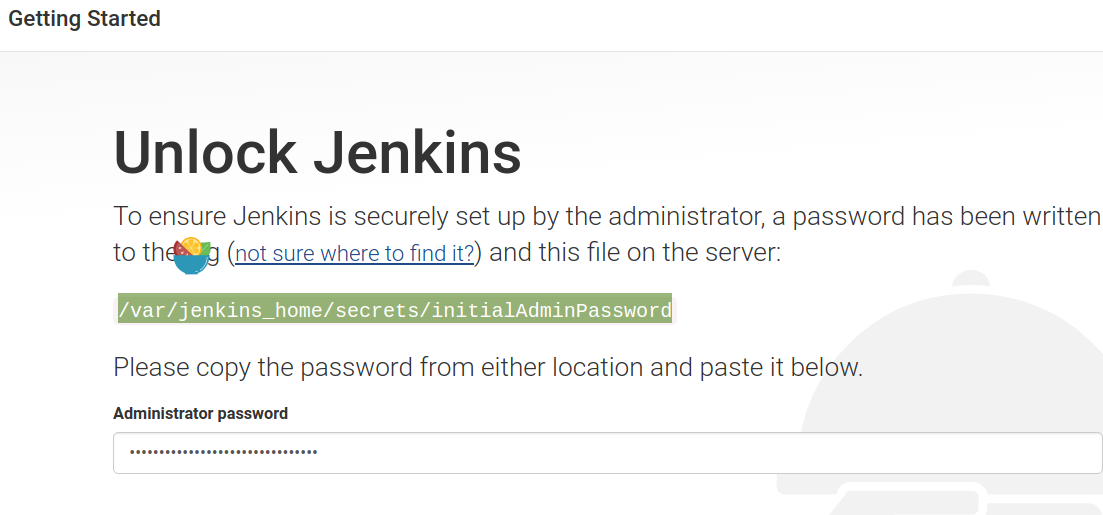 Getting Started
Unlock Jenkins
To ensure Jenkins is securely set up by the administrator, a password has been written
to the (not sure where to find it?) and this file on the server:
/var/jenkins_home/secrets/initialAdminPassword
Please copy the password from either location and paste it below.
Administrator password